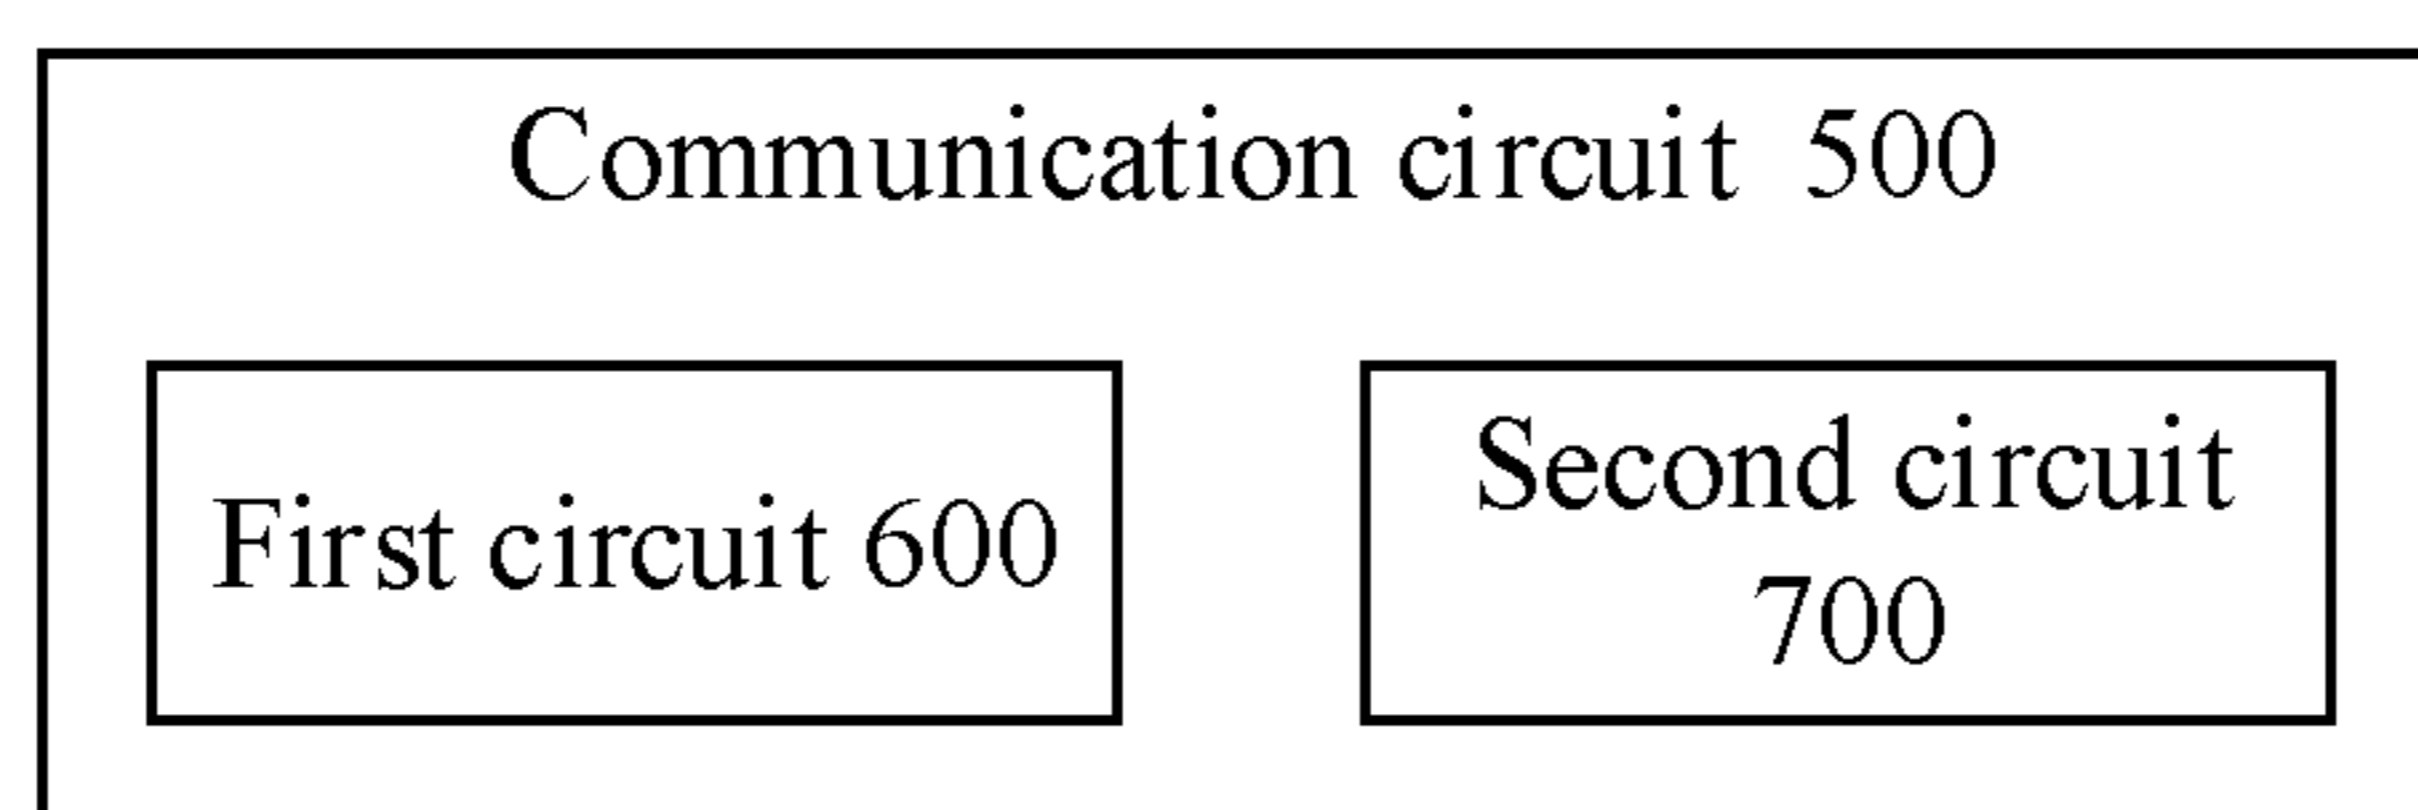 Communication circuit 500
First circuit 600
Second circuit
700